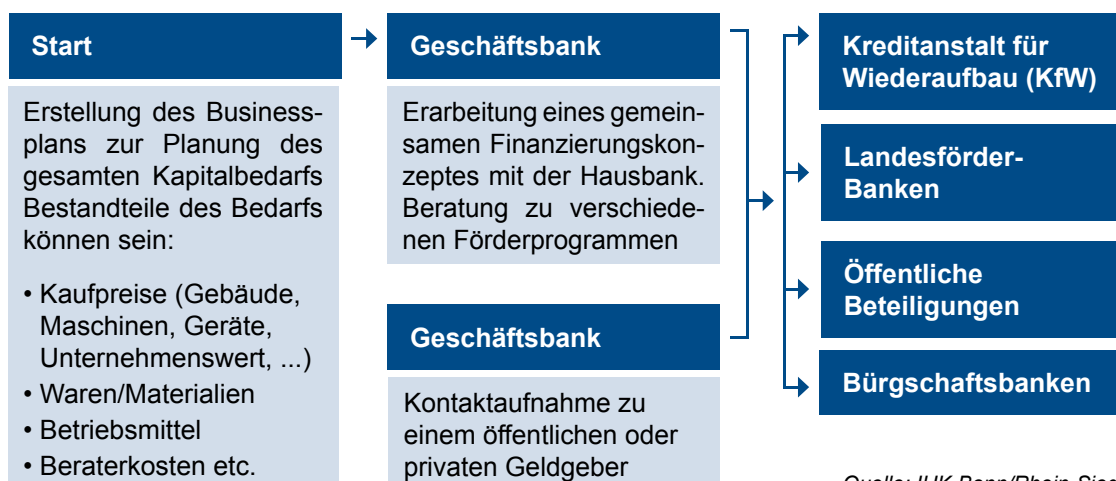 Start
Erstellung des Business-
plans zur Planung des
gesamten Kapitalbedarfs
Bestandteile des Bedarfs
können sein:
• Kaufpreise (Gebäude,
Maschinen, Geräte,
Unternehmenswert, ...)
• Waren/Materialien
• Betriebsmittel
• Beraterkosten etc.
Geschäftsbank
Erarbeitung eines gemein-
samen Finanzierungskon-
zeptes mit der Hausbank.
Beratung zu verschiede-
nen Förderprogrammen
Geschäftsbank
Kontaktaufnahme zu
einem öffentlichen oder
privaten Geldgeber
Kreditanstalt für
Wiederaufbau (KfW)
Landesförder-
Banken
Öffentliche
Beteiligungen
Bürgschaftsbanken